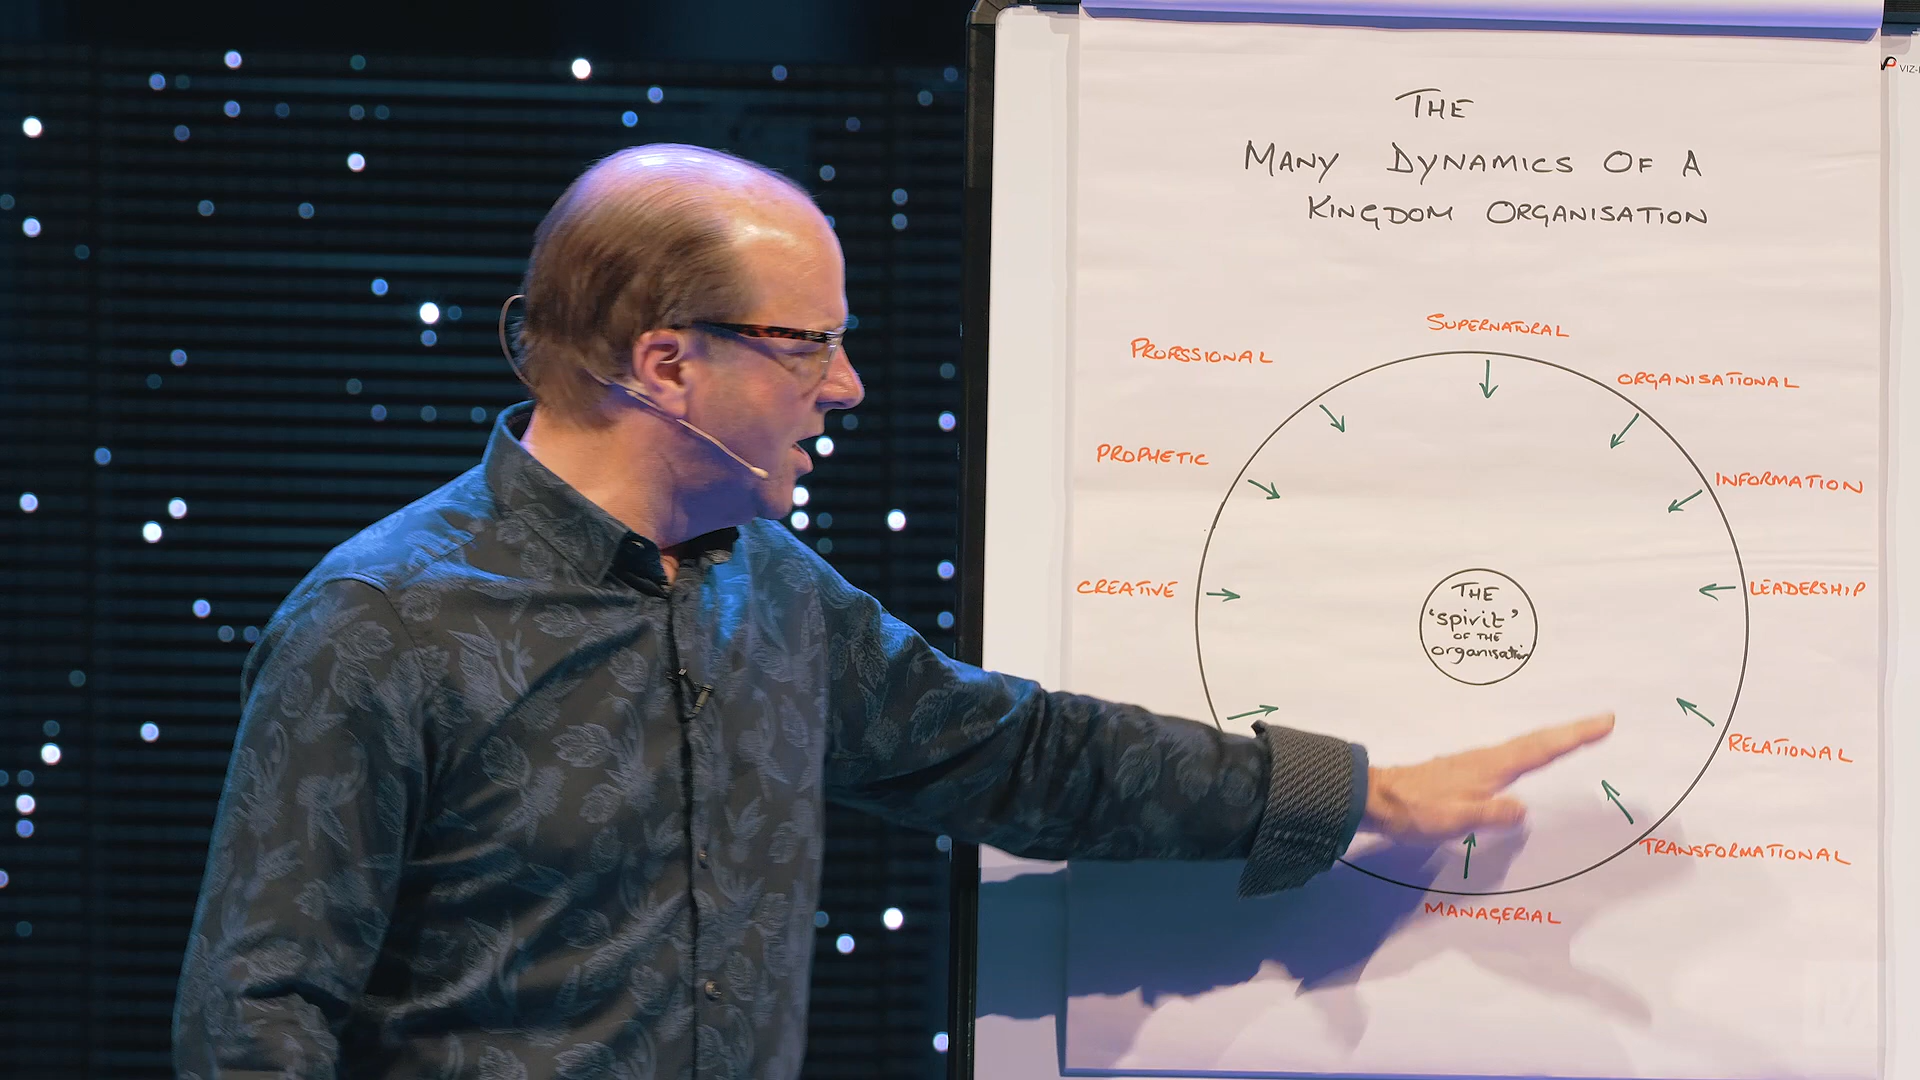 THE
MANY DYNAMICS OF A
KINGDOM ORGANISATION
SUPERNATURAL
PROFSSIONAL
ORGANISATIONAL
PROPHETIC
INFORMATION
CREATIVE
LEADERSHIP
THE
'spirit'
OF THE
organisation
RELATIONAL
TRANSFORMATIONAL
MANAGERIAL